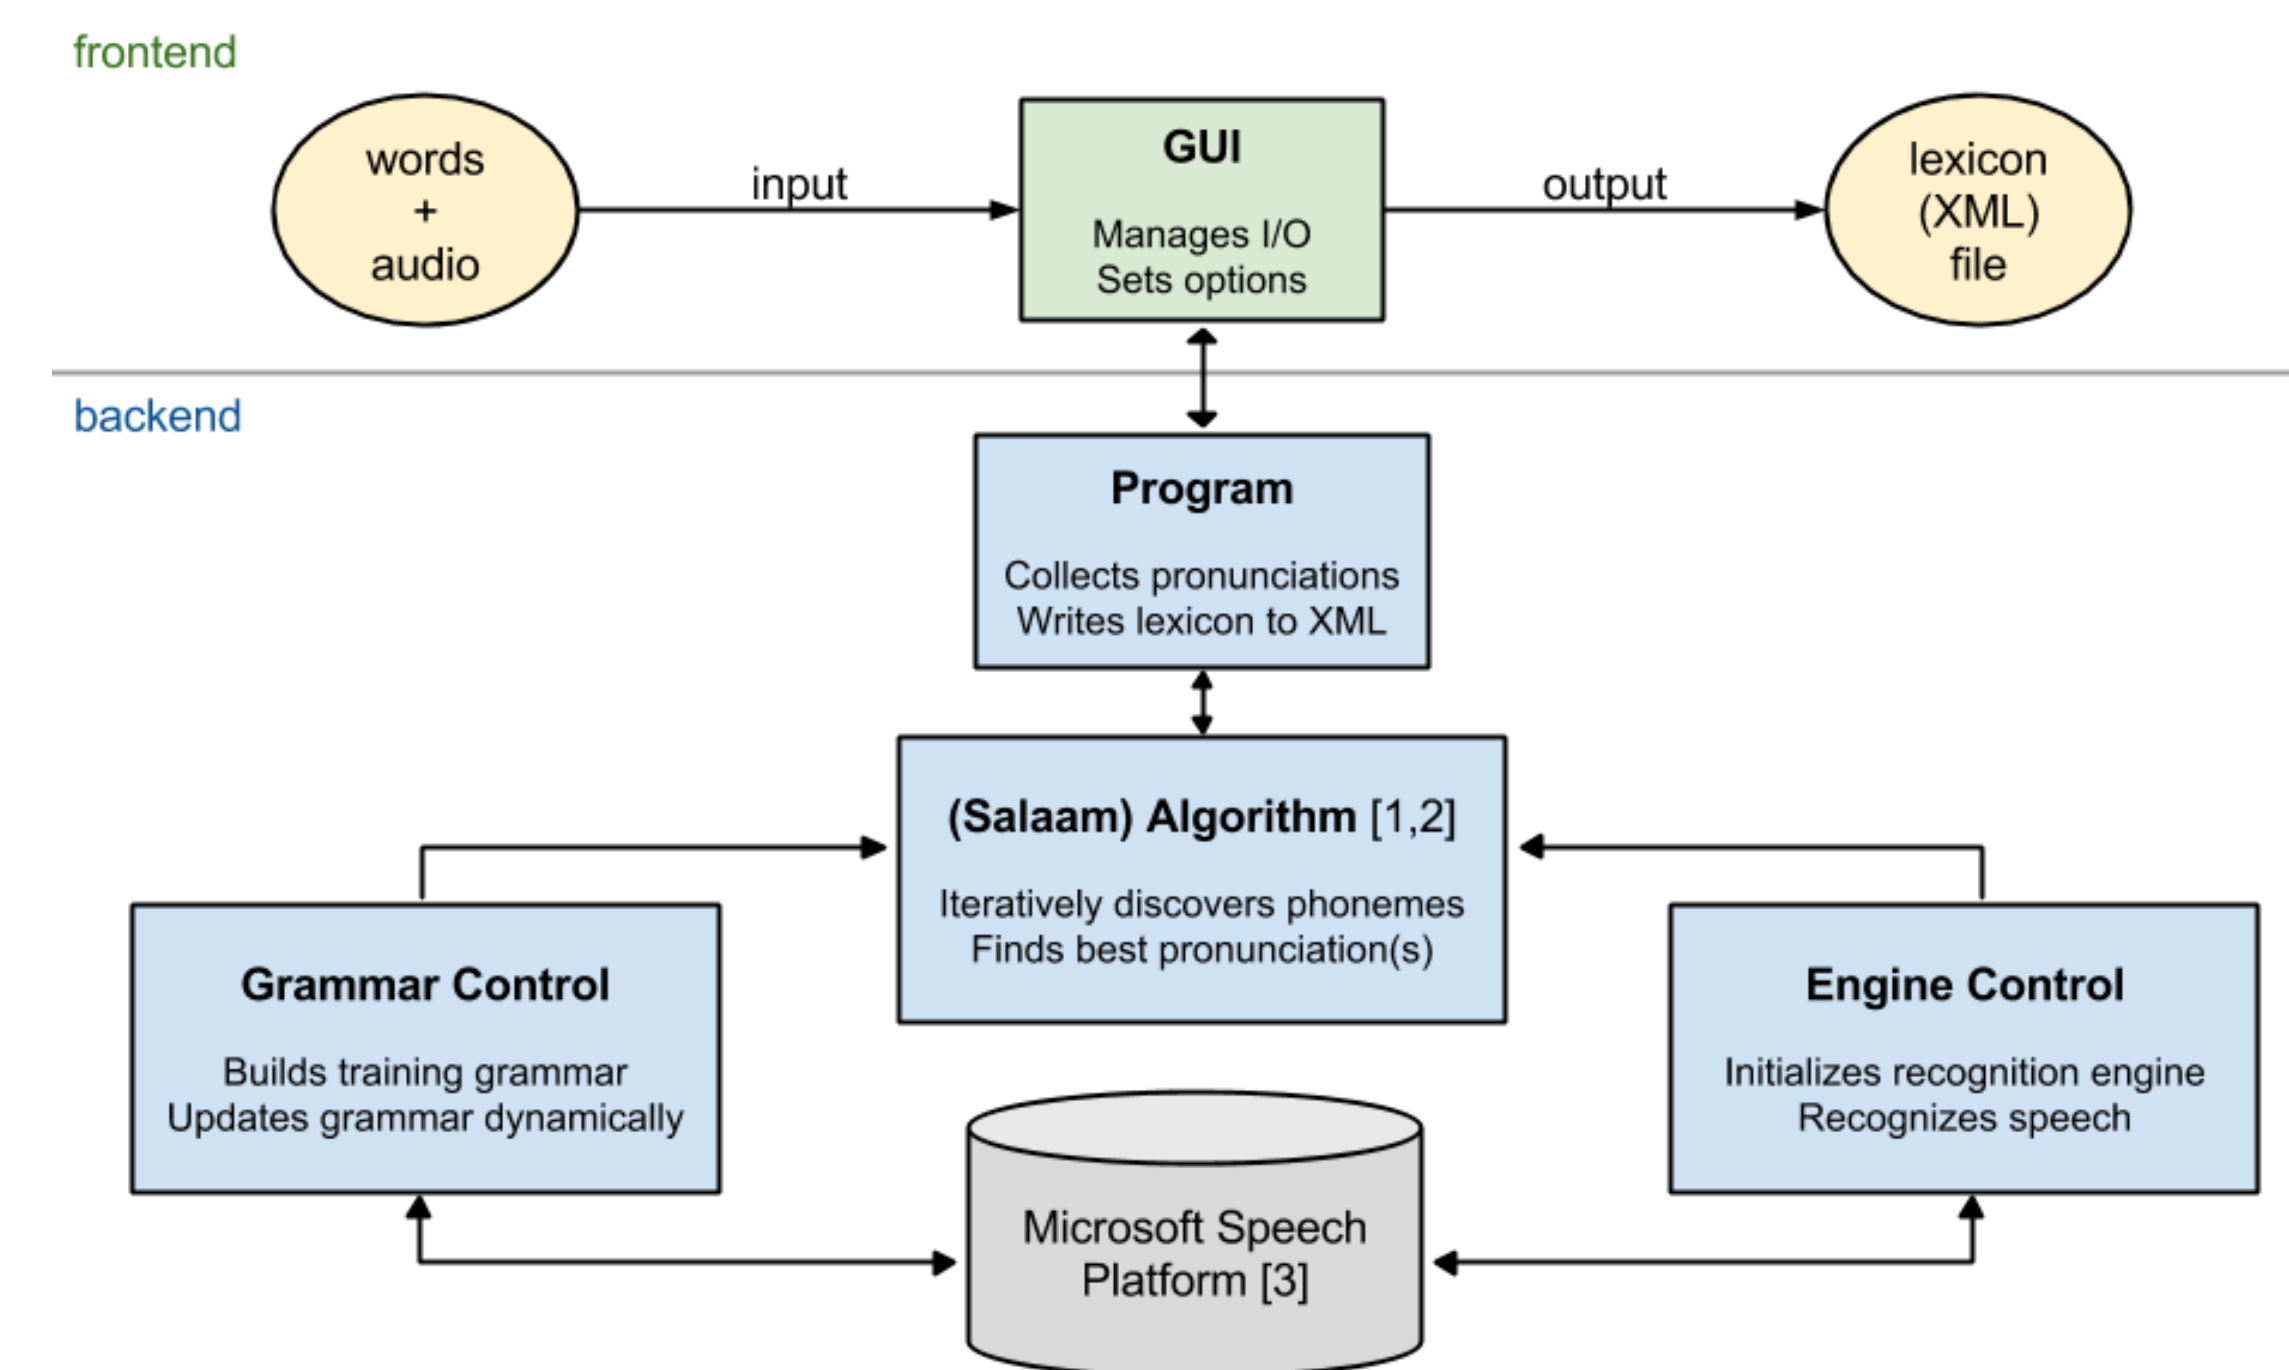 frontend
words
+
audio
input
GUI
Manages I/O
Sets options
output
lexicon
(XML)
file
backend
Program
Collects pronunciations
Writes lexicon to XML
(Salaam) Algorithm [1,2]
Iteratively discovers phonemes
Finds best pronunciation(s)
Grammar Control
Builds training grammar
Updates grammar dynamically
Engine Control
Initializes recognition engine
Recognizes speech
Microsoft Speech
Platform [3]